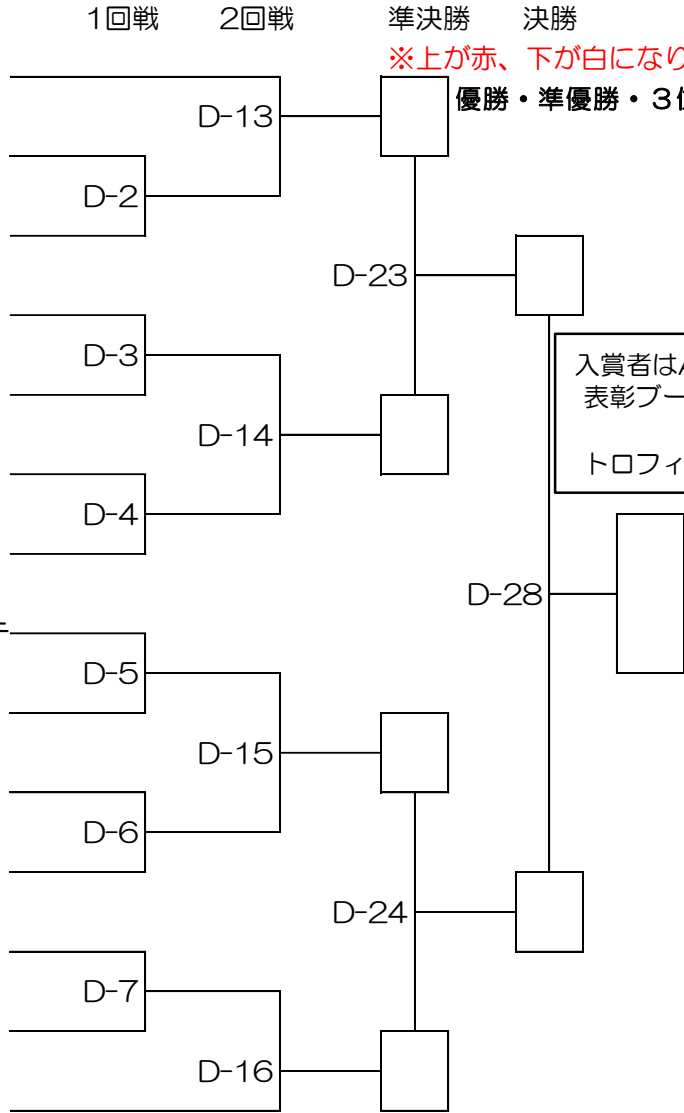 1回戦 2回戦 準決勝 決勝
※上が赤、下が白になり
優勝・準優勝・3位
D-13
D-2
D-23
D-3
入賞者は
表彰ブー
D-14
トロフィ
D-4
D-28
D-5
D-15
D-6
D-24
D-7
D-16